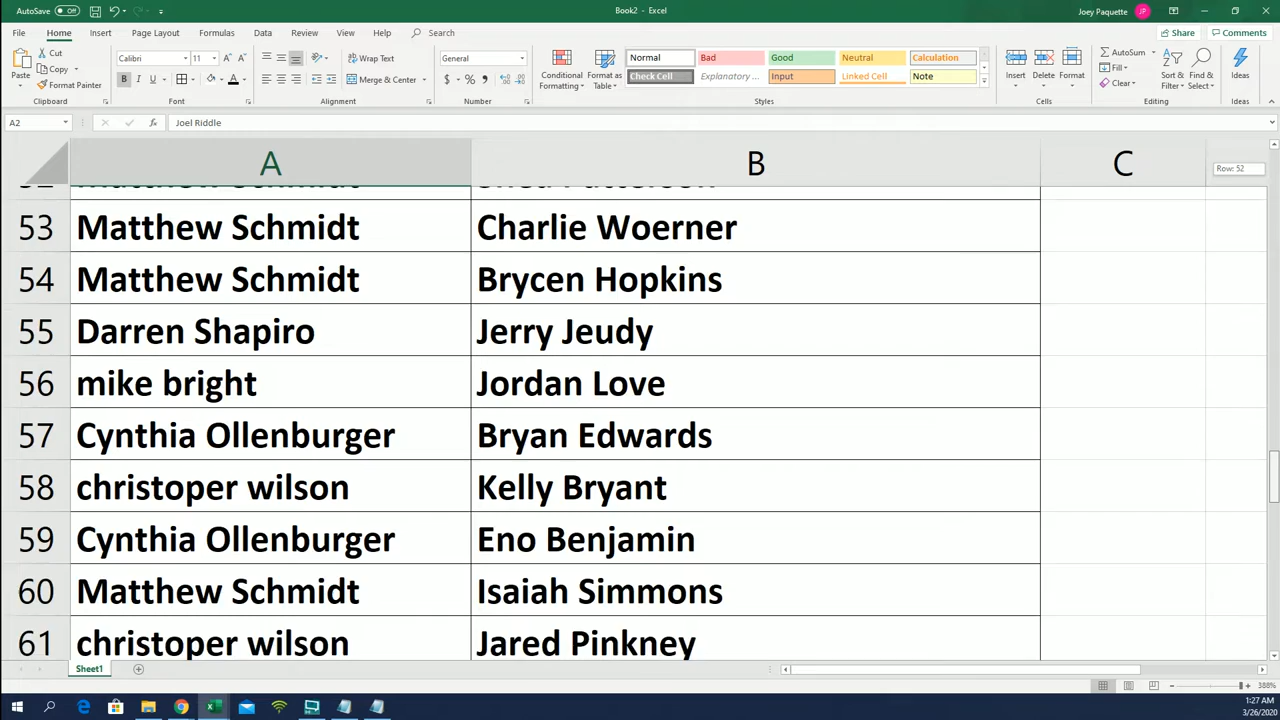 AutoSave Off Book2 - Excel Joey Paquette JP
File Home Insert Page Layout Formulas Data Review View Help Search Share Comments
Paste Cut Copy Format Painter Clipboard
Calibri 11 B I U A A Font
Wrap Text Merge & Center Alignment
General $ % , Number
Conditional Formatting Format as Table
Normal Bad Good Neutral Calculation
Check Cell Explanatory ... Input Linked Cell Note
Styles
Insert Delete Format Cells
AutoSum Fill Clear Sort & Filter Find & Select Editing
Ideas Ideas
A2 fx Joel Riddle
A B C Row: 52
53 Matthew Schmidt Charlie Woerner
54 Matthew Schmidt Brycen Hopkins
55 Darren Shapiro Jerry Jeudy
56 mike bright Jordan Love
57 Cynthia Ollenburger Bryan Edwards
58 christoper wilson Kelly Bryant
59 Cynthia Ollenburger Eno Benjamin
60 Matthew Schmidt Isaiah Simmons
61 christoper wilson Jared Pinkney
Sheet1
388%
1:27 AM
3/26/2020